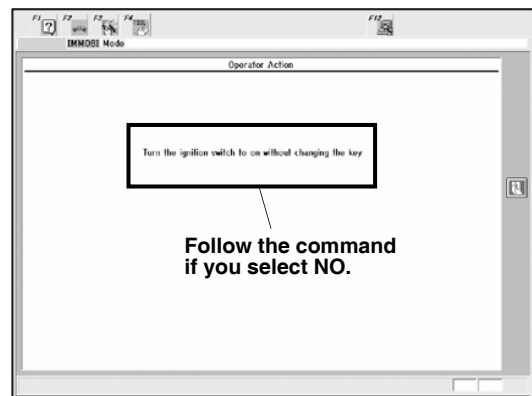 F1 F2 F3 F4 F12
IMMOBI Mode
Operator Action
Turn the ignition switch to on without changing the key
Follow the command
if you select NO.